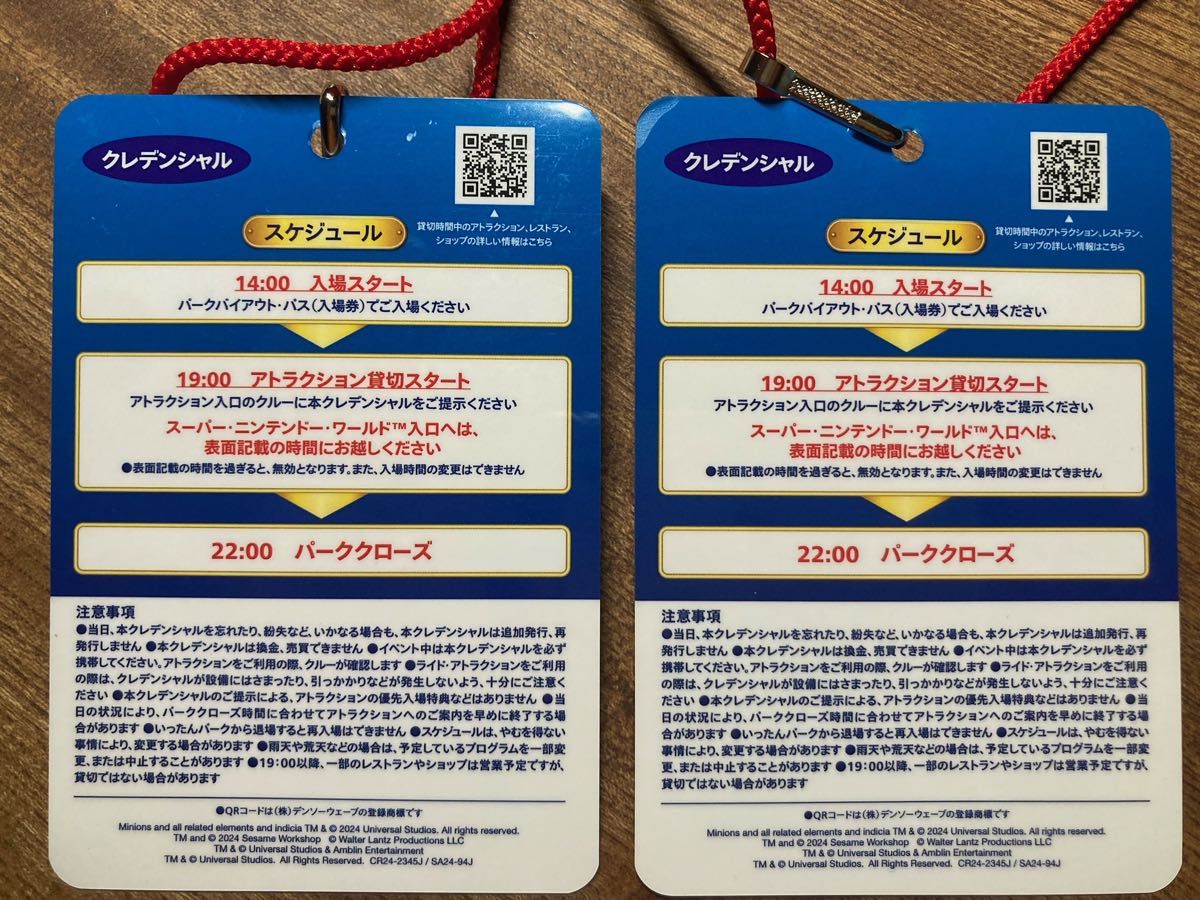 クレデンシャル
▲
貸切時間中のアトラクション、レストラン、
ショップの詳しい情報はこちら
スケジュール
14:00 入場スタート
パークバイアウト・パス（入場券）でご入場ください
19:00 アトラクション貸切スタート
アトラクション入口のクルーに本クレデンシャルをご提示ください
スーパー・ニンテンドー・ワールド™入口へは、
表面記載の時間にお越しください
●表面記載の時間を過ぎると、無効となります。また、入場時間の変更はできません
22:00 パーククローズ
注意事項
●当日、本クレデンシャルを忘れたり、紛失など、いかなる場合も、本クレデンシャルは追加発行、再
発行しません ●本クレデンシャルは換金、売買できません ●イベント中は本クレデンシャルを必ず
携帯してください。アトラクションをご利用の際、クルーが確認します ●ライド・アトラクションをご利用
の際は、クレデンシャルが設備にはさまったり、引っかかりなどが発生しないよう、十分にご注意く
ださい ●本クレデンシャルのご提示による、アトラクションの優先入場特典などはありません ●当
日の状況により、パーククローズ時間に合わせてアトラクションへのご案内を早めに終了する場
合があります ●いったんパークから退場すると再入場はできません ●スケジュールは、やむを得ない
事情により、変更する場合があります ●雨天や荒天などの場合は、予定しているプログラムを一部変
更、または中止することがあります ●19:00以降、一部のレストランやショップは営業予定ですが、
貸切ではない場合があります
●QRコードは（株）デンソーウェーブの登録商標です
Minions and all related elements and indicia TM & © 2024 Universal Studios. All rights reserved.
TM and © 2024 Sesame Workshop © Walter Lantz Productions LLC
TM & © Universal Studios & Amblin Entertainment
TM & © Universal Studios. All Rights Reserved. CR24-2345J / SA24-94J
クレデンシャル
▲
貸切時間中のアトラクション、レストラン、
ショップの詳しい情報はこちら
スケジュール
14:00 入場スタート
パークバイアウト・パス（入場券）でご入場ください
19:00 アトラクション貸切スタート
アトラクション入口のクルーに本クレデンシャルをご提示ください
スーパー・ニンテンドー・ワールド™入口へは、
表面記載の時間にお越しください
●表面記載の時間を過ぎると、無効となります。また、入場時間の変更はできません
22:00 パーククローズ
注意事項
●当日、本クレデンシャルを忘れたり、紛失など、いかなる場合も、本クレデンシャルは追加発行、再
発行しません ●本クレデンシャルは換金、売買できません ●イベント中は本クレデンシャルを必ず
携帯してください。アトラクションをご利用の際、クルーが確認します ●ライド・アトラクションをご利用
の際は、クレデンシャルが設備にはさまったり、引っかかりなどが発生しないよう、十分にご注意く
ださい ●本クレデンシャルのご提示による、アトラクションの優先入場特典などはありません ●当
日の状況により、パーククローズ時間に合わせてアトラクションへのご案内を早めに終了する場
合があります ●いったんパークから退場すると再入場はできません ●スケジュールは、やむを得ない
事情により、変更する場合があります ●雨天や荒天などの場合は、予定しているプログラムを一部変
更、または中止することがあります ●19:00以降、一部のレストランやショップは営業予定ですが、
貸切ではない場合があります
●QRコードは（株）デンソーウェーブの登録商標です
Minions and all related elements and indicia TM & © 2024 Universal Studios. All rights reserved.
TM and © 2024 Sesame Workshop © Walter Lantz Productions LLC
TM & © Universal Studios & Amblin Entertainment
TM & © Universal Studios. All Rights Reserved. CR24-2345J / SA24-94J